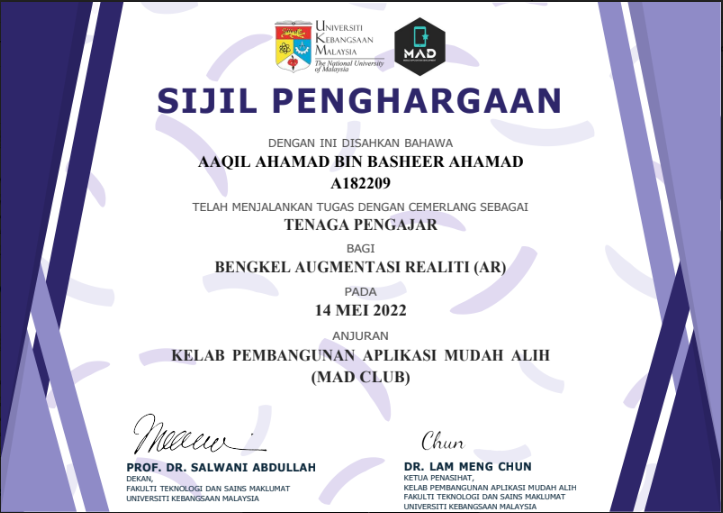 UNIVERSITI
KEBANGSAAN
MALAYSIA
The National University
of Malaysia
MAD
SIJIL PENGHARGAAN
DENGAN INI DISAHKAN BAHAWA
AAQIL AHAMAD BIN BASHEER AHAMAD
A182209
TELAH MENJALANKAN TUGAS DENGAN CEMERLANG SEBAGAI
TENAGA PENGAJAR
BAGI
BENGKEL AUGMENTASI REALITI (AR)
PADA
14 MEI 2022
ANJURAN
KELAB PEMBANGUNAN APLIKASI MUDAH ALIH
(MAD CLUB)
Chun
PROF. DR. SALWANI ABDULLAH
DEKAN,
FAKULTI TEKNOLOGI DAN SAINS MAKLUMAT
UNIVERSITI KEBANGSAAN MALAYSIA
DR. LAM MENG CHUN
KETUA PENASIHAT,
KELAB PEMBANGUNAN APLIKASI MUDAH ALIH
FAKULTI TEKNOLOGI DAN SAINS MAKLUMAT
UNIVERSITI KEBANGSAAN MALAYSIA